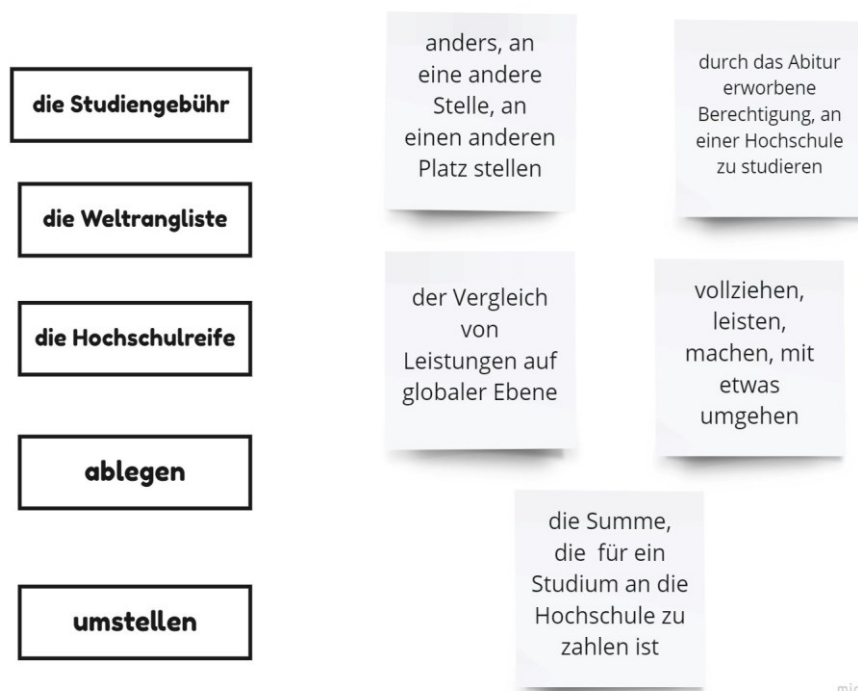 die Studiengebühr
die Weltrangliste
die Hochschulreife
ablegen
umstellen
anders, an
eine andere
Stelle, an
einen anderen
Platz stellen
durch das Abitur
erworbene
Berechtigung, an
einer Hochschule
zu studieren
der Vergleich
von
Leistungen auf
globaler Ebene
vollziehen,
leisten,
machen, mit
etwas
umgehen
die Summe,
die für ein
Studium an die
Hochschule zu
zahlen ist